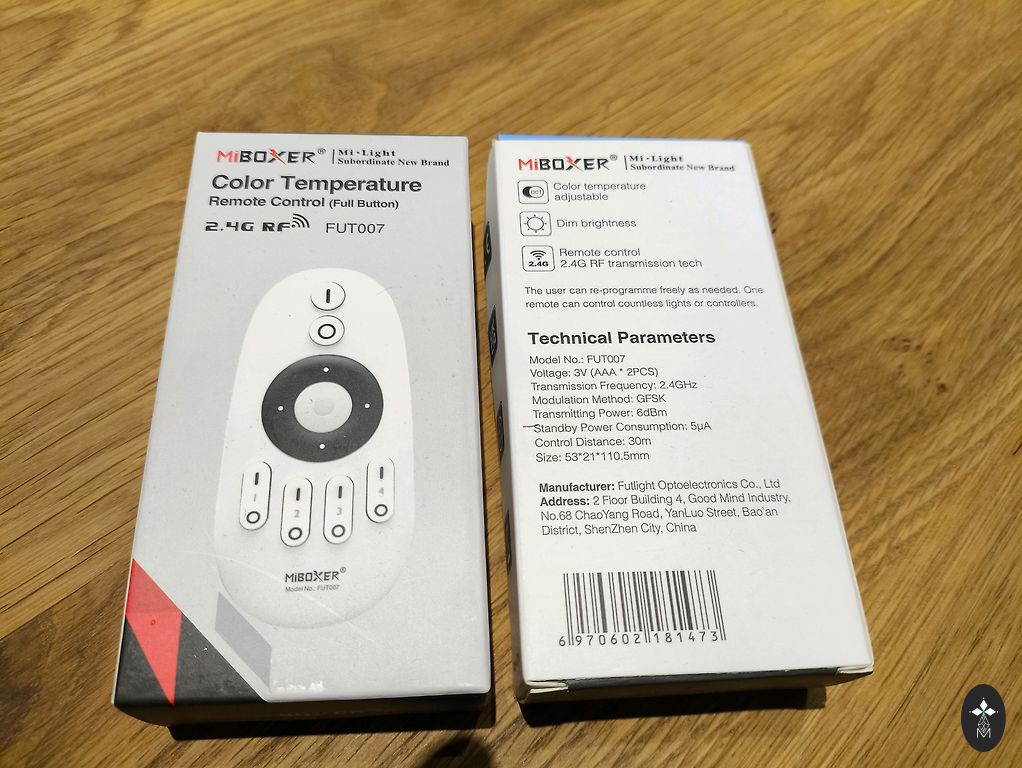 MiBOXER® Mi·Light
Subordinate New Brand
Color Temperature
Remote Control (Full Button)
2.4G RF FUT007
1
2
3
4
MiBOXER®
Model No.: FUT007
MiBOXER® Mi·Light
Subordinate New Brand
CCT
Color temperature
adjustable
Dim brightness
2.4G
Remote control
2.4G RF transmission tech
The user can re-programme freely as needed. One
remote can control countless lights or controllers.
Technical Parameters
Model No.: FUT007
Voltage: 3V (AAA * 2PCS)
Transmission Frequency: 2.4GHz
Modulation Method: GFSK
Transmitting Power: 6dBm
Standby Power Consumption: 5μA
Control Distance: 30m
Size: 53*21*110.5mm
Manufacturer: Futlight Optoelectronics Co., Ltd
Address: 2 Floor Building 4, Good Mind Industry,
No.68 ChaoYang Road, YanLuo Street, Bao'an
District, ShenZhen City, China
6 970602 181473
M